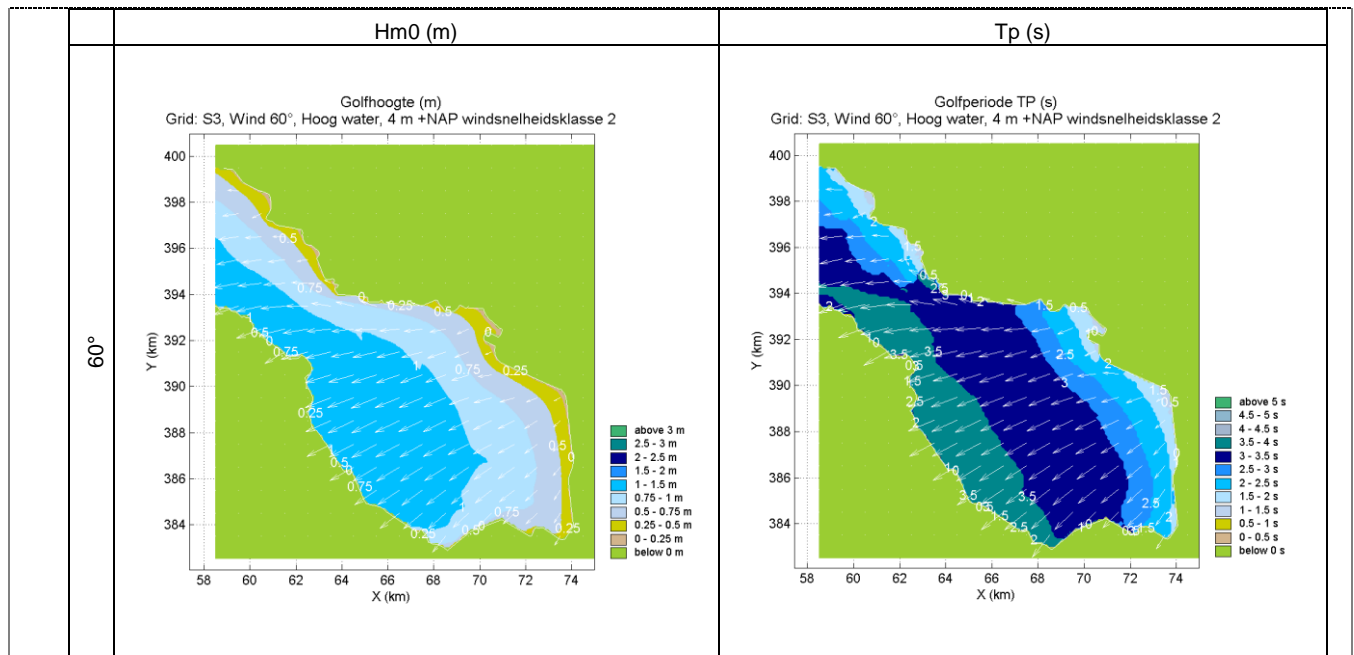 Hm0 (m)
Tp (s)
60°
Golfhoogte (m)
Grid: S3, Wind 60°, Hoog water, 4 m +NAP windsnelheidsklasse 2
400
398
396
394
392
390
388
386
384
Y (km)
58 60 62 64 66 68 70 72 74
X (km)
0.5
0.75
0
0.25
0.5
0
0.5
0.75
0.75
1
0.25
0.25
0.5
0
0.5
0.75
0.75
1
0.5
0
0.25
0.25
above 3 m
2.5 - 3 m
2 - 2.5 m
1.5 - 2 m
1 - 1.5 m
0.75 - 1 m
0.5 - 0.75 m
0.25 - 0.5 m
0 - 0.25 m
below 0 m
Golfperiode TP (s)
Grid: S3, Wind 60°, Hoog water, 4 m +NAP windsnelheidsklasse 2
400
398
396
394
392
390
388
386
384
Y (km)
58 60 62 64 66 68 70 72 74
X (km)
2
1.5
0.5
2.5
1.5
0.5
2
3.5
2.5
3
2
1.5
0.5
1.5
2.5
2
0
3.5
3.5
1.5
2.5
2
2.5
1.5
2
above 5 s
4.5 - 5 s
4 - 4.5 s
3.5 - 4 s
3 - 3.5 s
2.5 - 3 s
2 - 2.5 s
1.5 - 2 s
1 - 1.5 s
0.5 - 1 s
0 - 0.5 s
below 0 s